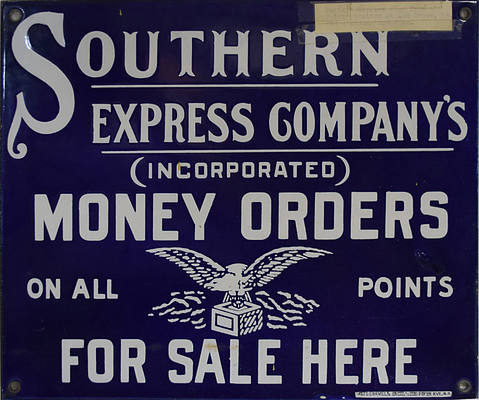 SOUTHERN
EXPRESS COMPANY'S
(INCORPORATED)
MONEY ORDERS
ON ALL POINTS
FOR SALE HERE